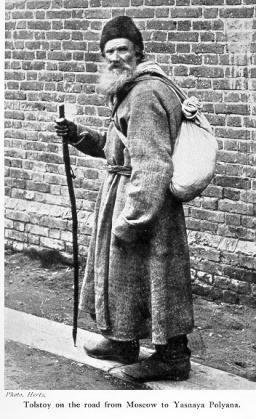 Photo, Hertz.
Tolstoy on the road from Moscow to Yasnaya Polyana.